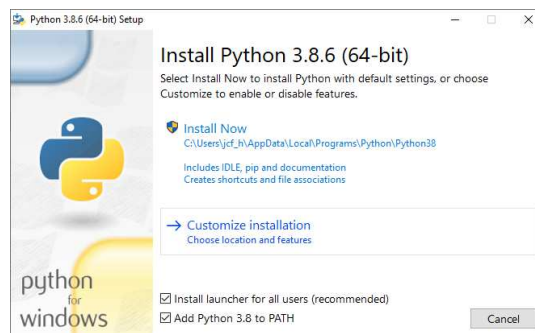 Python 3.8.6 (64-bit) Setup
Install Python 3.8.6 (64-bit)
Select Install Now to install Python with default settings, or choose
Customize to enable or disable features.
Install Now
C:\Users\jcf_h\AppData\Local\Programs\Python\Python38
Includes IDLE, pip and documentation
Creates shortcuts and file associations
Customize installation
Choose location and features
python
for
windows
Install launcher for all users (recommended)
Add Python 3.8 to PATH
Cancel